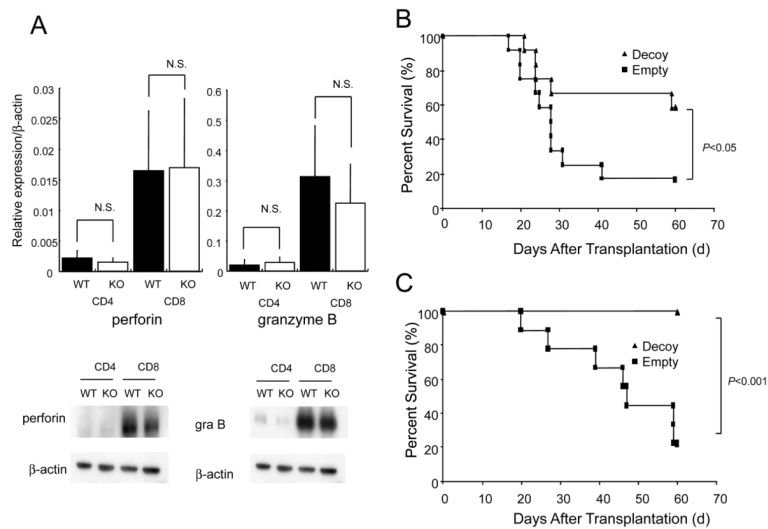 A
N.S.
N.S.
0.03
0.025
0.02
0.015
0.01
0.005
0
Relative expression/β-actin
N.S.
WT KO WT KO
CD4 CD8
perforin
0.6
0.5
0.4
0.3
0.2
0.1
0
N.S.
WT KO WT KO
CD4 CD8
granzyme B
CD4 CD8
WT KO WT KO
perforin
β-actin
CD4 CD8
WT KO WT KO
gra B
β-actin
B
100
80
60
40
20
Percent Survival (%)
Decoy
Empty
P<0.05
0 10 20 30 40 50 60 70
Days After Transplantation (d)
C
100
80
60
40
20
Percent Survival (%)
Decoy
Empty
P<0.001
0 10 20 30 40 50 60 70
Days After Transplantation (d)